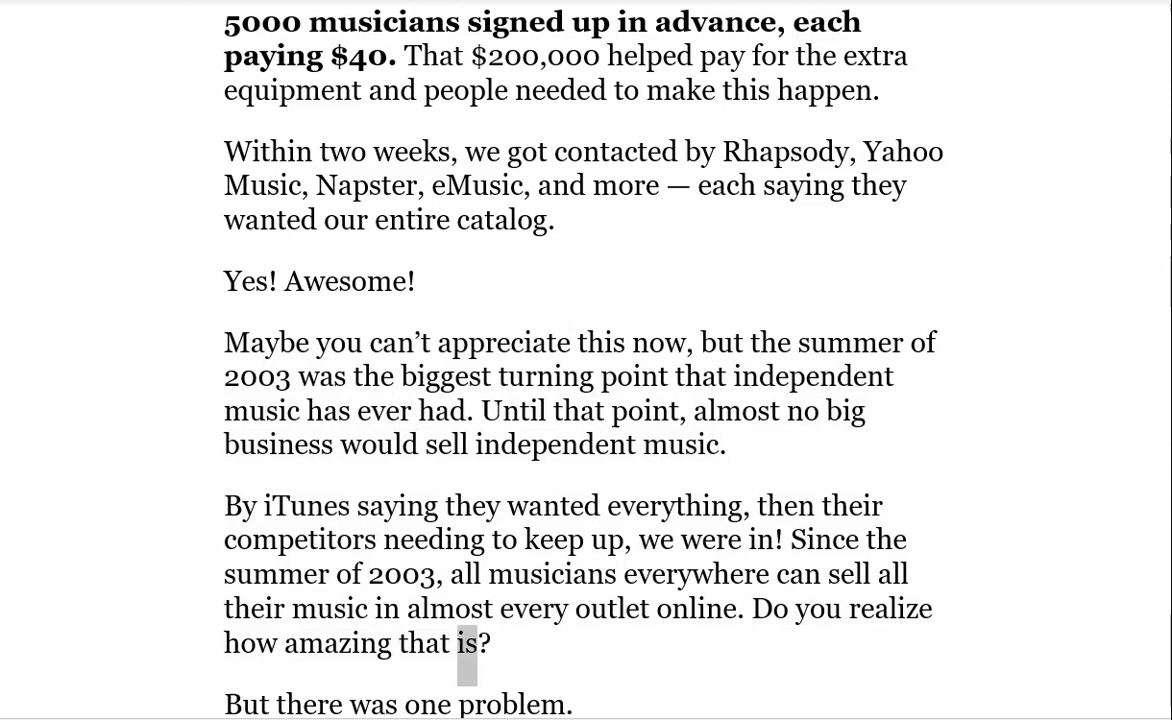 5000 musicians signed up in advance, each
paying $40. That $200,000 helped pay for the extra
equipment and people needed to make this happen.
Within two weeks, we got contacted by Rhapsody, Yahoo
Music, Napster, eMusic, and more — each saying they
wanted our entire catalog.
Yes! Awesome!
Maybe you can’t appreciate this now, but the summer of
2003 was the biggest turning point that independent
music has ever had. Until that point, almost no big
business would sell independent music.
By iTunes saying they wanted everything, then their
competitors needing to keep up, we were in! Since the
summer of 2003, all musicians everywhere can sell all
their music in almost every outlet online. Do you realize
how amazing that is?
But there was one problem.